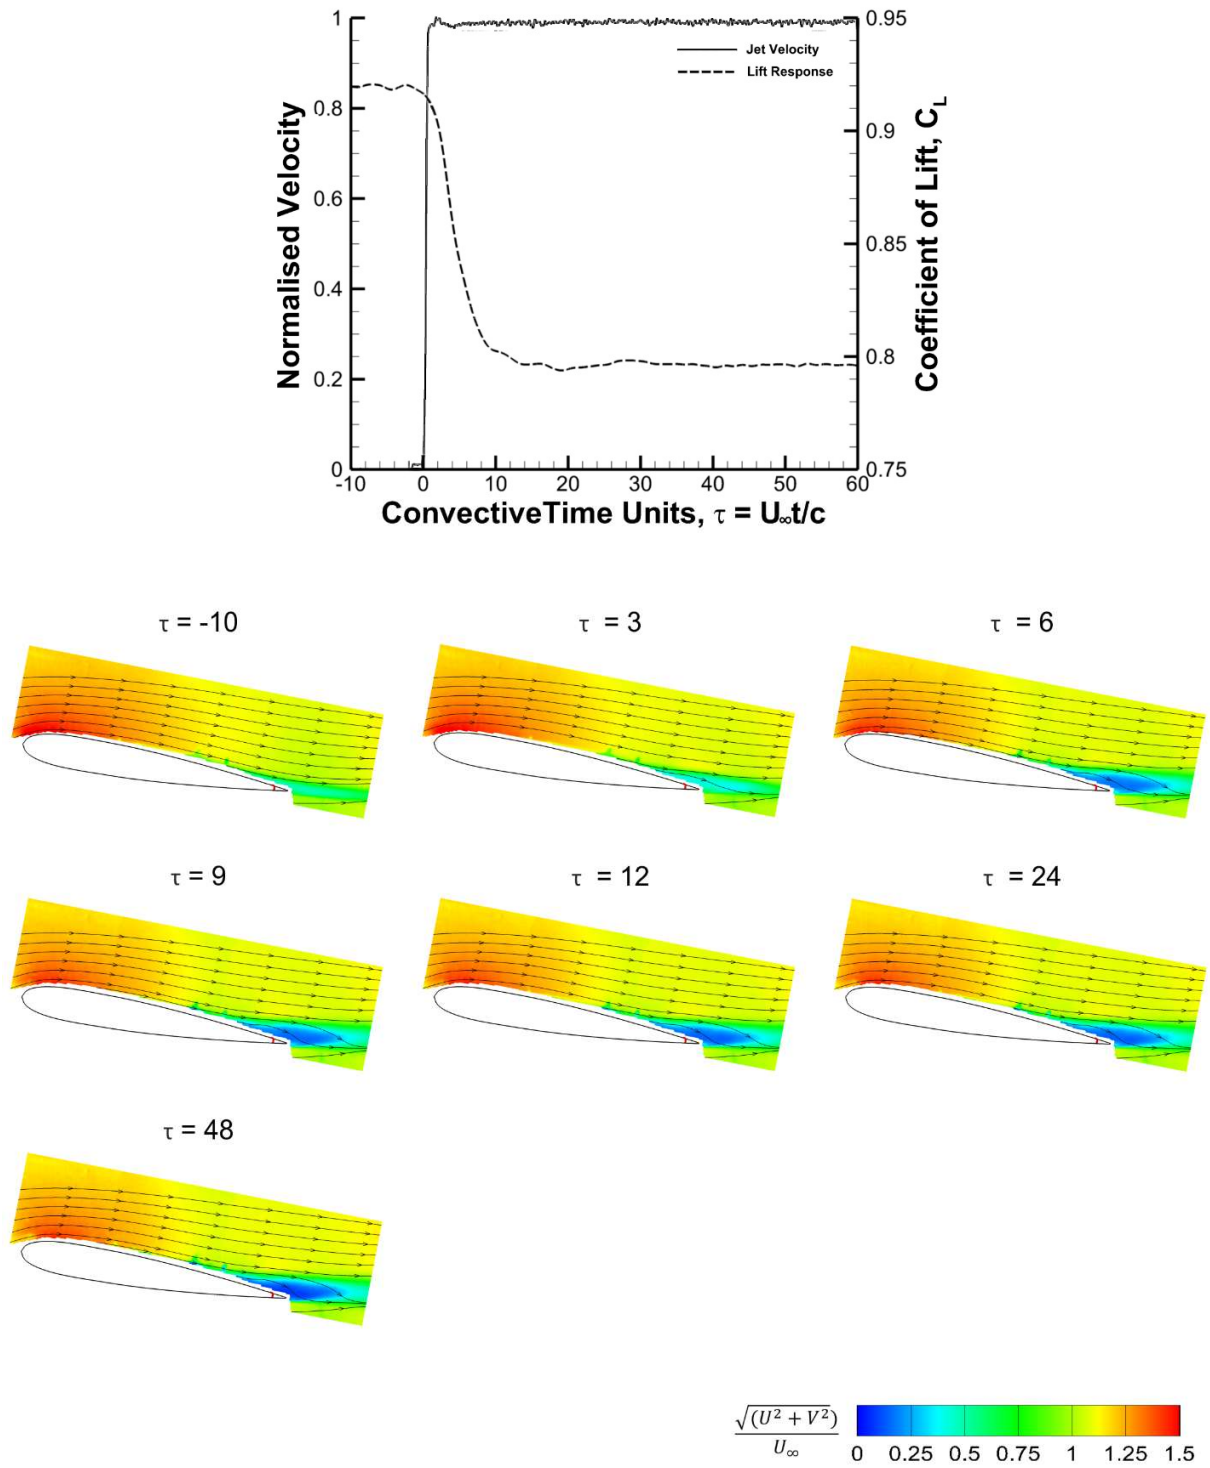 1
0.8
0.6
0.4
0.2
0
Normalised Velocity
Jet Velocity
Lift Response
0.95
0.9
0.85
0.8
0.75
Coefficient of Lift, C_L
-10 0 10 20 30 40 50 60
ConvectiveTime Units, τ = U∞t/c
τ = -10
τ = 3
τ = 6
τ = 9
τ = 12
τ = 24
τ = 48
√(U² + V²)
U∞
0 0.25 0.5 0.75 1 1.25 1.5